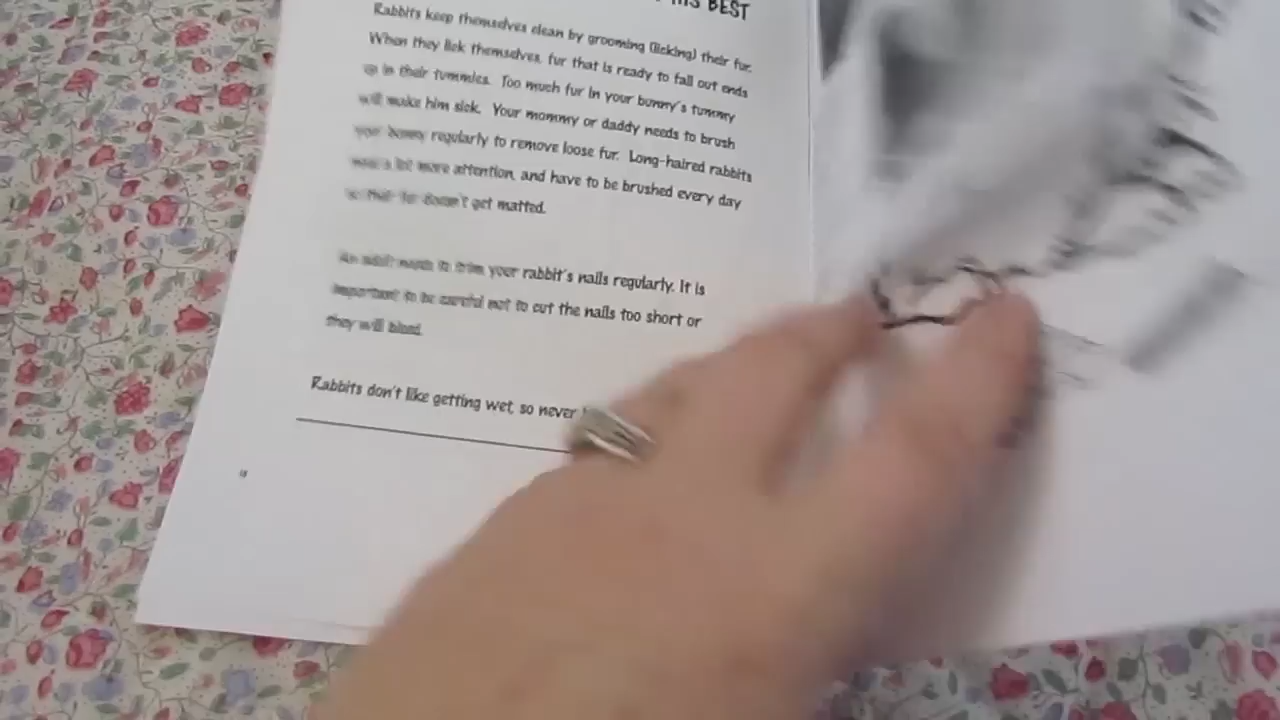 HIS BEST
Rabbits keep themselves clean by grooming (licking) their fur.
When they lick themselves, fur that is ready to fall out ends
up in their tummies. Too much fur in your bunny's tummy
will make him sick. Your mommy or daddy needs to brush
your bunny regularly to remove loose fur. Long-haired rabbits
need a lot more attention, and have to be brushed every day
so that fur doesn't get matted.
An adult needs to trim your rabbit's nails regularly. It is
important to be careful not to cut the nails too short or
they will bleed.
Rabbits don't like getting wet, so never